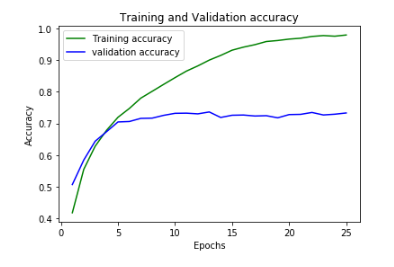 Training and Validation accuracy
Training accuracy
validation accuracy
1.0
0.9
0.8
0.7
0.6
0.5
0.4
Accuracy
0 5 10 15 20 25
Epochs